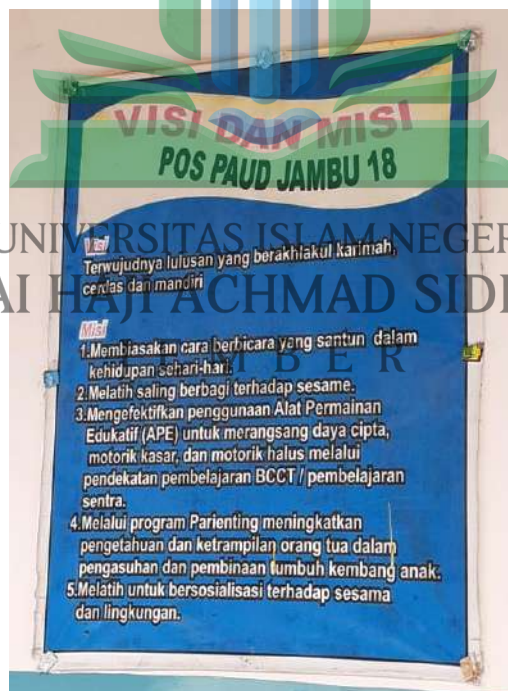 VISI DAN MISI
POS PAUD JAMBU 18
UNIVERSITAS ISLAM NEGERI
Visi
Terwujudnya lulusan yang berakhlakul karimah,
cerdas dan mandiri
HAJI ACHMAD
Misi
1.Membiasakan cara berbicara yang santun dalam
J E M B E R
kehidupan sehari-hari.
2.Melatih saling berbagi terhadap sesame.
3.Mengefektifkan penggunaan Alat Permainan
Edukatif (APE) untuk merangsang daya cipta,
motorik kasar, dan motorik halus melalui
pendekatan pembelajaran BCCT / pembelajaran
sentra.
4.Melalui program Parienting meningkatkan
pengetahuan dan ketrampilan orang tua dalam
pengasuhan dan pembinaan tumbuh kembang anak.
5.Melatih untuk bersosialisasi terhadap sesama
dan lingkungan.